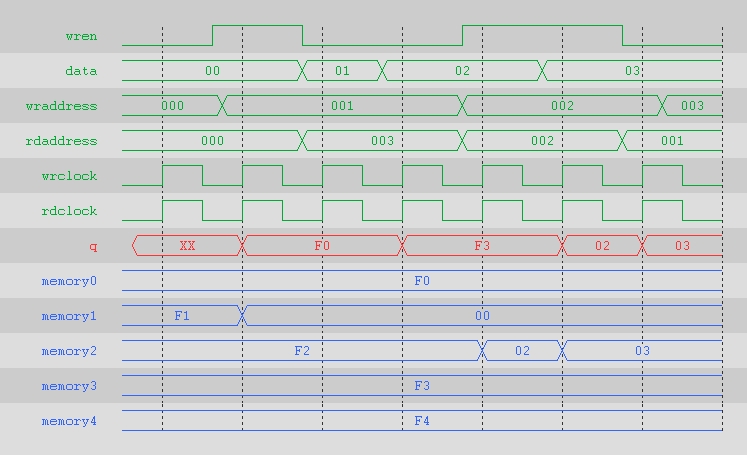 wren
data 00 01 02 03
wraddress 000 001 002 003
rdaddress 000 003 002 001
wrclock
rdclock
q XX F0 F3 02 03
memory0 F0
memory1 F1 00
memory2 F2 02 03
memory3 F3
memory4 F4